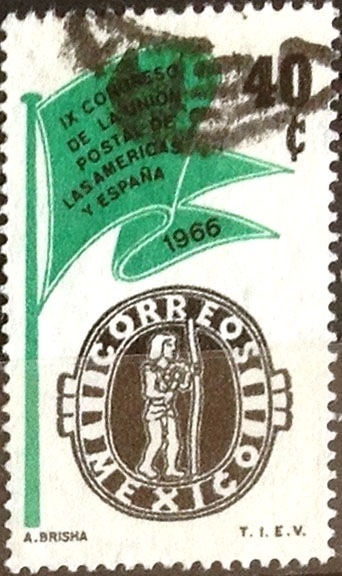 40
¢
IX CONGRESO
DE LA UNION
POSTAL DE
LAS AMERICAS
Y ESPAÑA
1966
CORREOS
MEXICO
A. BRISHA
T. I. E. V.